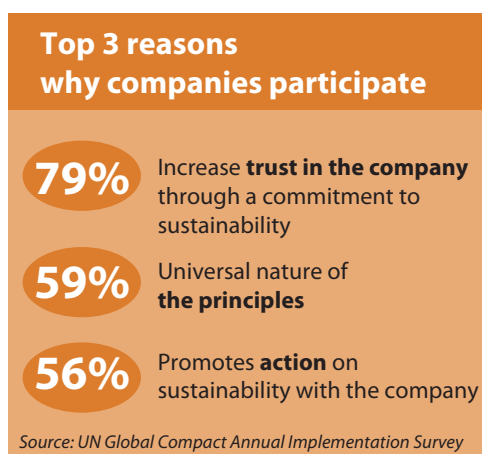 Top 3 reasons
why companies participate
79%
Increase trust in the company
through a commitment to
sustainability
59%
Universal nature of
the principles
56%
Promotes action on
sustainability with the company
Source: UN Global Compact Annual Implementation Survey